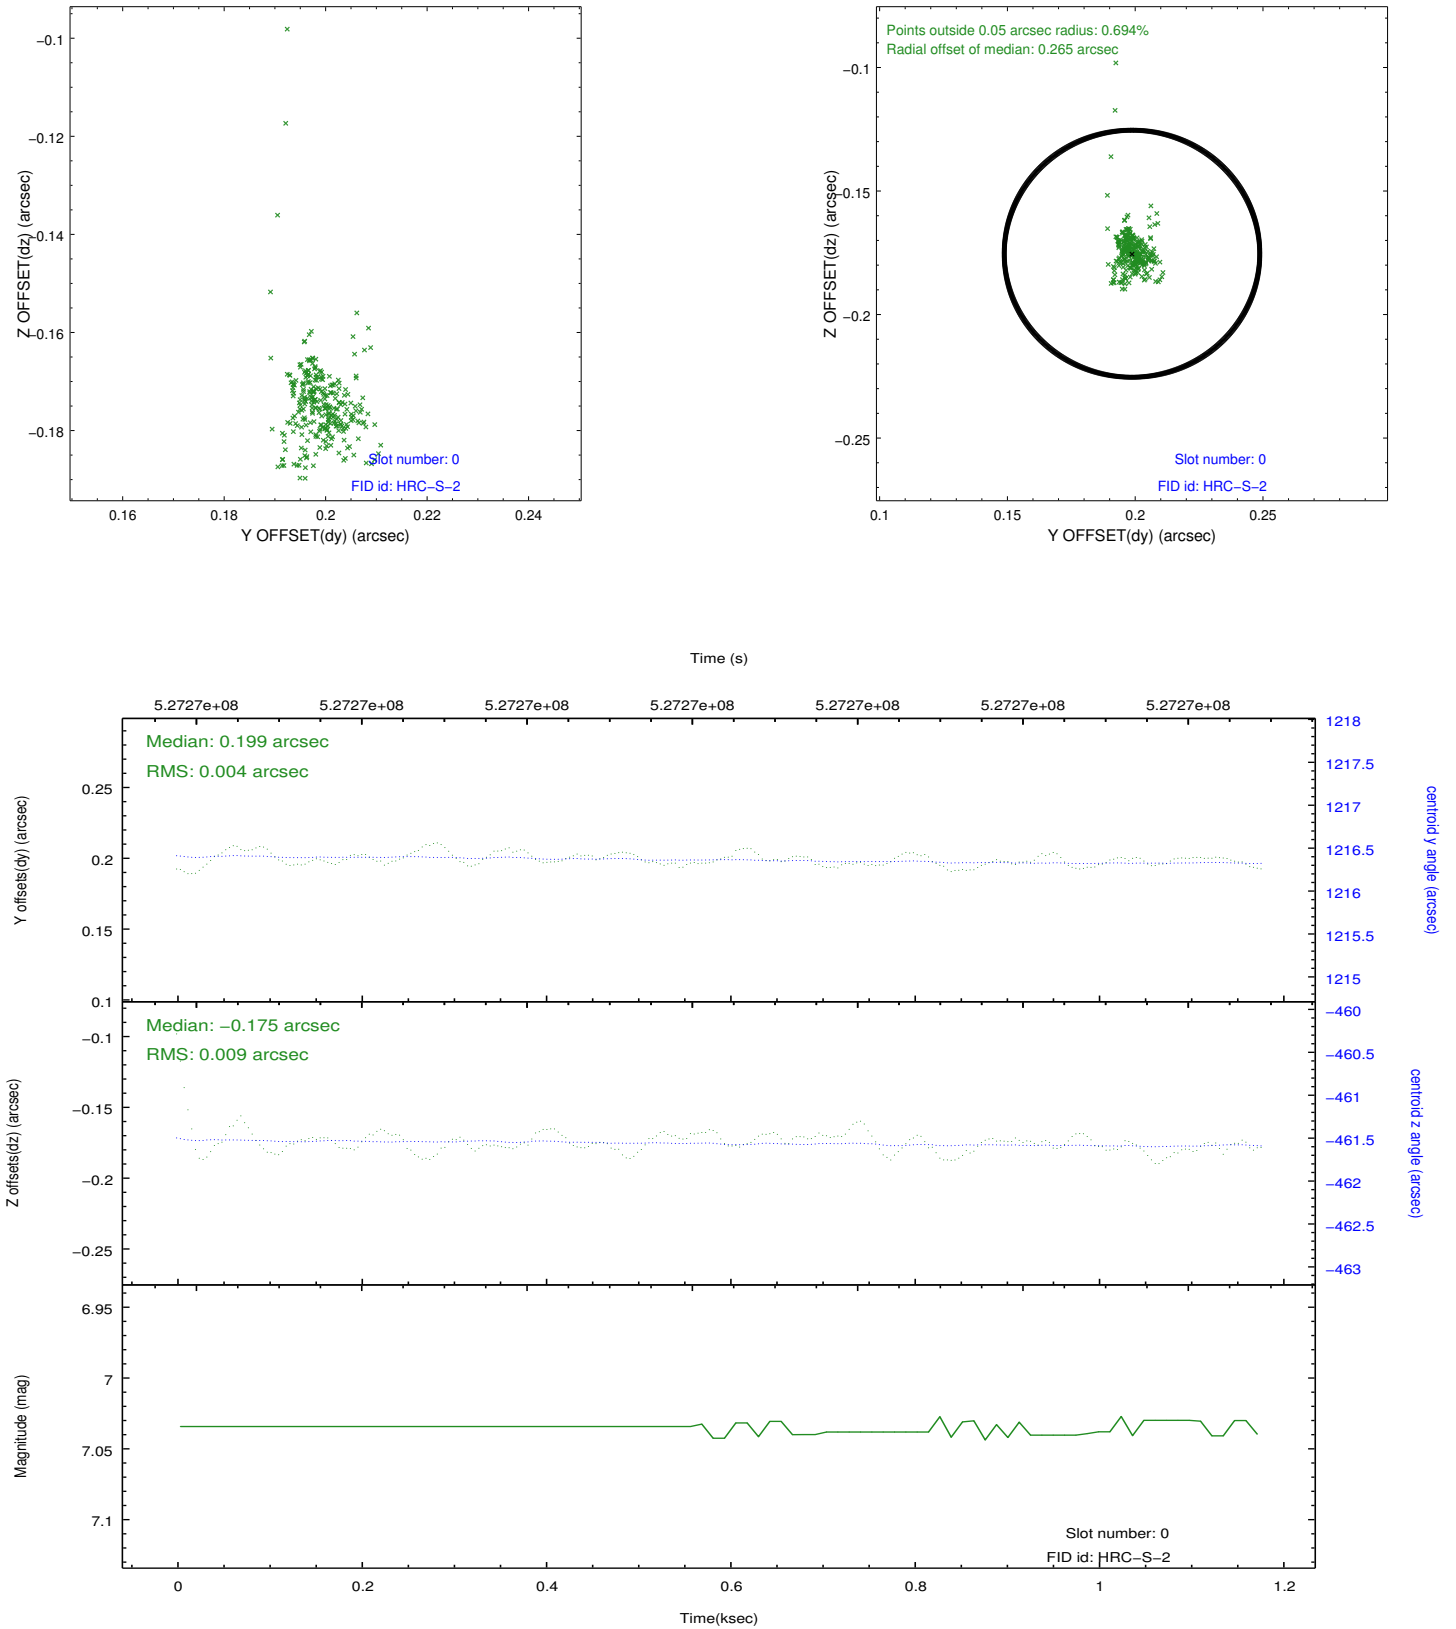 −0.1
−0.12
−0.14
−0.16
−0.18
Z OFFSET(dz) (arcsec)
0.16
0.18
0.2
0.22
0.24
Y OFFSET(dy) (arcsec)
Slot number: 0
FID id: HRC−S−2
Points outside 0.05 arcsec radius: 0.694%
Radial offset of median: 0.265 arcsec
−0.1
−0.15
−0.2
−0.25
Z OFFSET(dz) (arcsec)
0.1
0.15
0.2
0.25
Y OFFSET(dy) (arcsec)
Slot number: 0
FID id: HRC−S−2
Time (s)
5.2727e+08
5.2727e+08
5.2727e+08
5.2727e+08
5.2727e+08
5.2727e+08
5.2727e+08
Median: 0.199 arcsec
RMS: 0.004 arcsec
0.25
0.2
0.15
0.1
Y offsets(dy) (arcsec)
1218
1217.5
1217
1216.5
1216
1215.5
1215
centroid y angle (arcsec)
Median: −0.175 arcsec
RMS: 0.009 arcsec
−0.1
−0.15
−0.2
−0.25
Z offsets(dz) (arcsec)
−460
−460.5
−461
−461.5
−462
−462.5
−463
centroid z angle (arcsec)
6.95
7
7.05
7.1
Magnitude (mag)
Slot number: 0
FID id: HRC−S−2
0
0.2
0.4
0.6
0.8
1
1.2
Time(ksec)